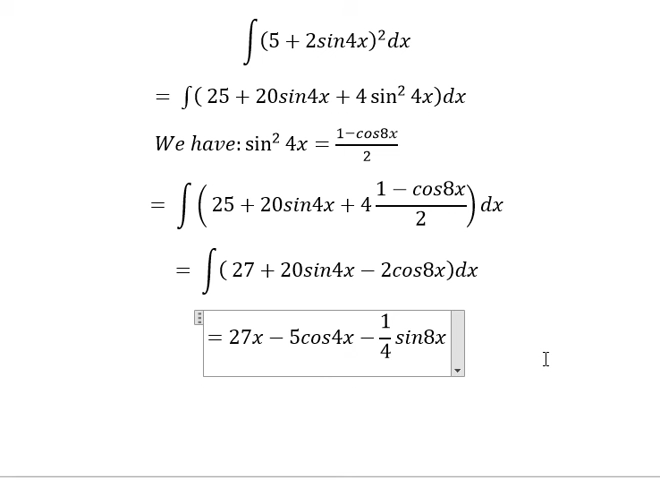 ∫(5 + 2sin4x)²dx
= ∫( 25 + 20sin4x + 4 sin² 4x)dx
We have: sin² 4x = (1−cos8x)/2
= ∫(25 + 20sin4x + 4 (1 − cos8x)/2) dx
= ∫( 27 + 20sin4x − 2cos8x)dx
= 27x − 5cos4x − 1/4 sin8x